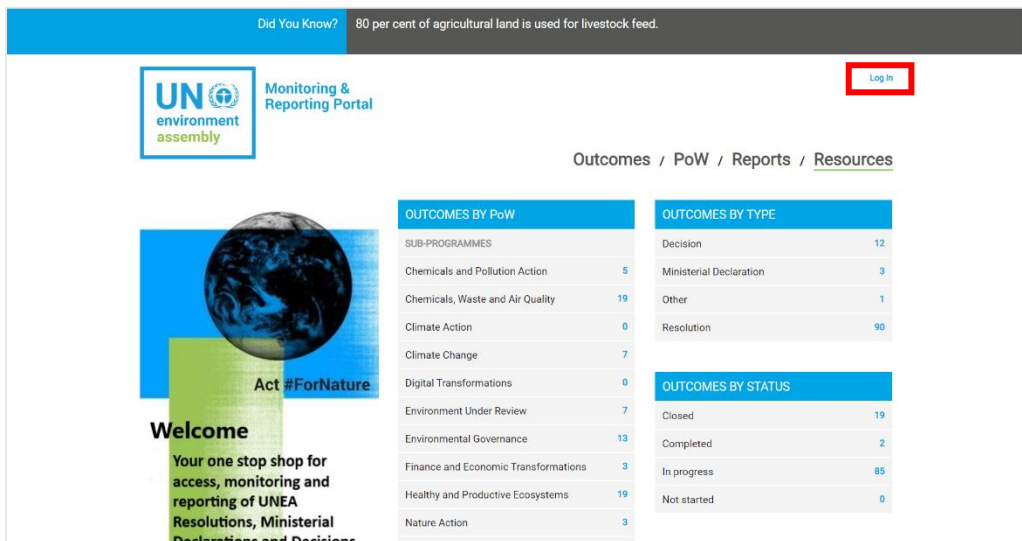 Did You Know? 80 per cent of agricultural land is used for livestock feed.
Log In
UN
environment
assembly
Monitoring &
Reporting Portal
Outcomes / PoW / Reports / Resources
Act #ForNature
Welcome
Your one stop shop for
access, monitoring and
reporting of UNEA
Resolutions, Ministerial
Declarations and Decisions
OUTCOMES BY PoW
SUB-PROGRAMMES
Chemicals and Pollution Action 5
Chemicals, Waste and Air Quality 19
Climate Action 0
Climate Change 7
Digital Transformations 0
Environment Under Review 7
Environmental Governance 13
Finance and Economic Transformations 3
Healthy and Productive Ecosystems 19
Nature Action 3
OUTCOMES BY TYPE
Decision 12
Ministerial Declaration 3
Other 1
Resolution 90
OUTCOMES BY STATUS
Closed 19
Completed 2
In progress 85
Not started 0